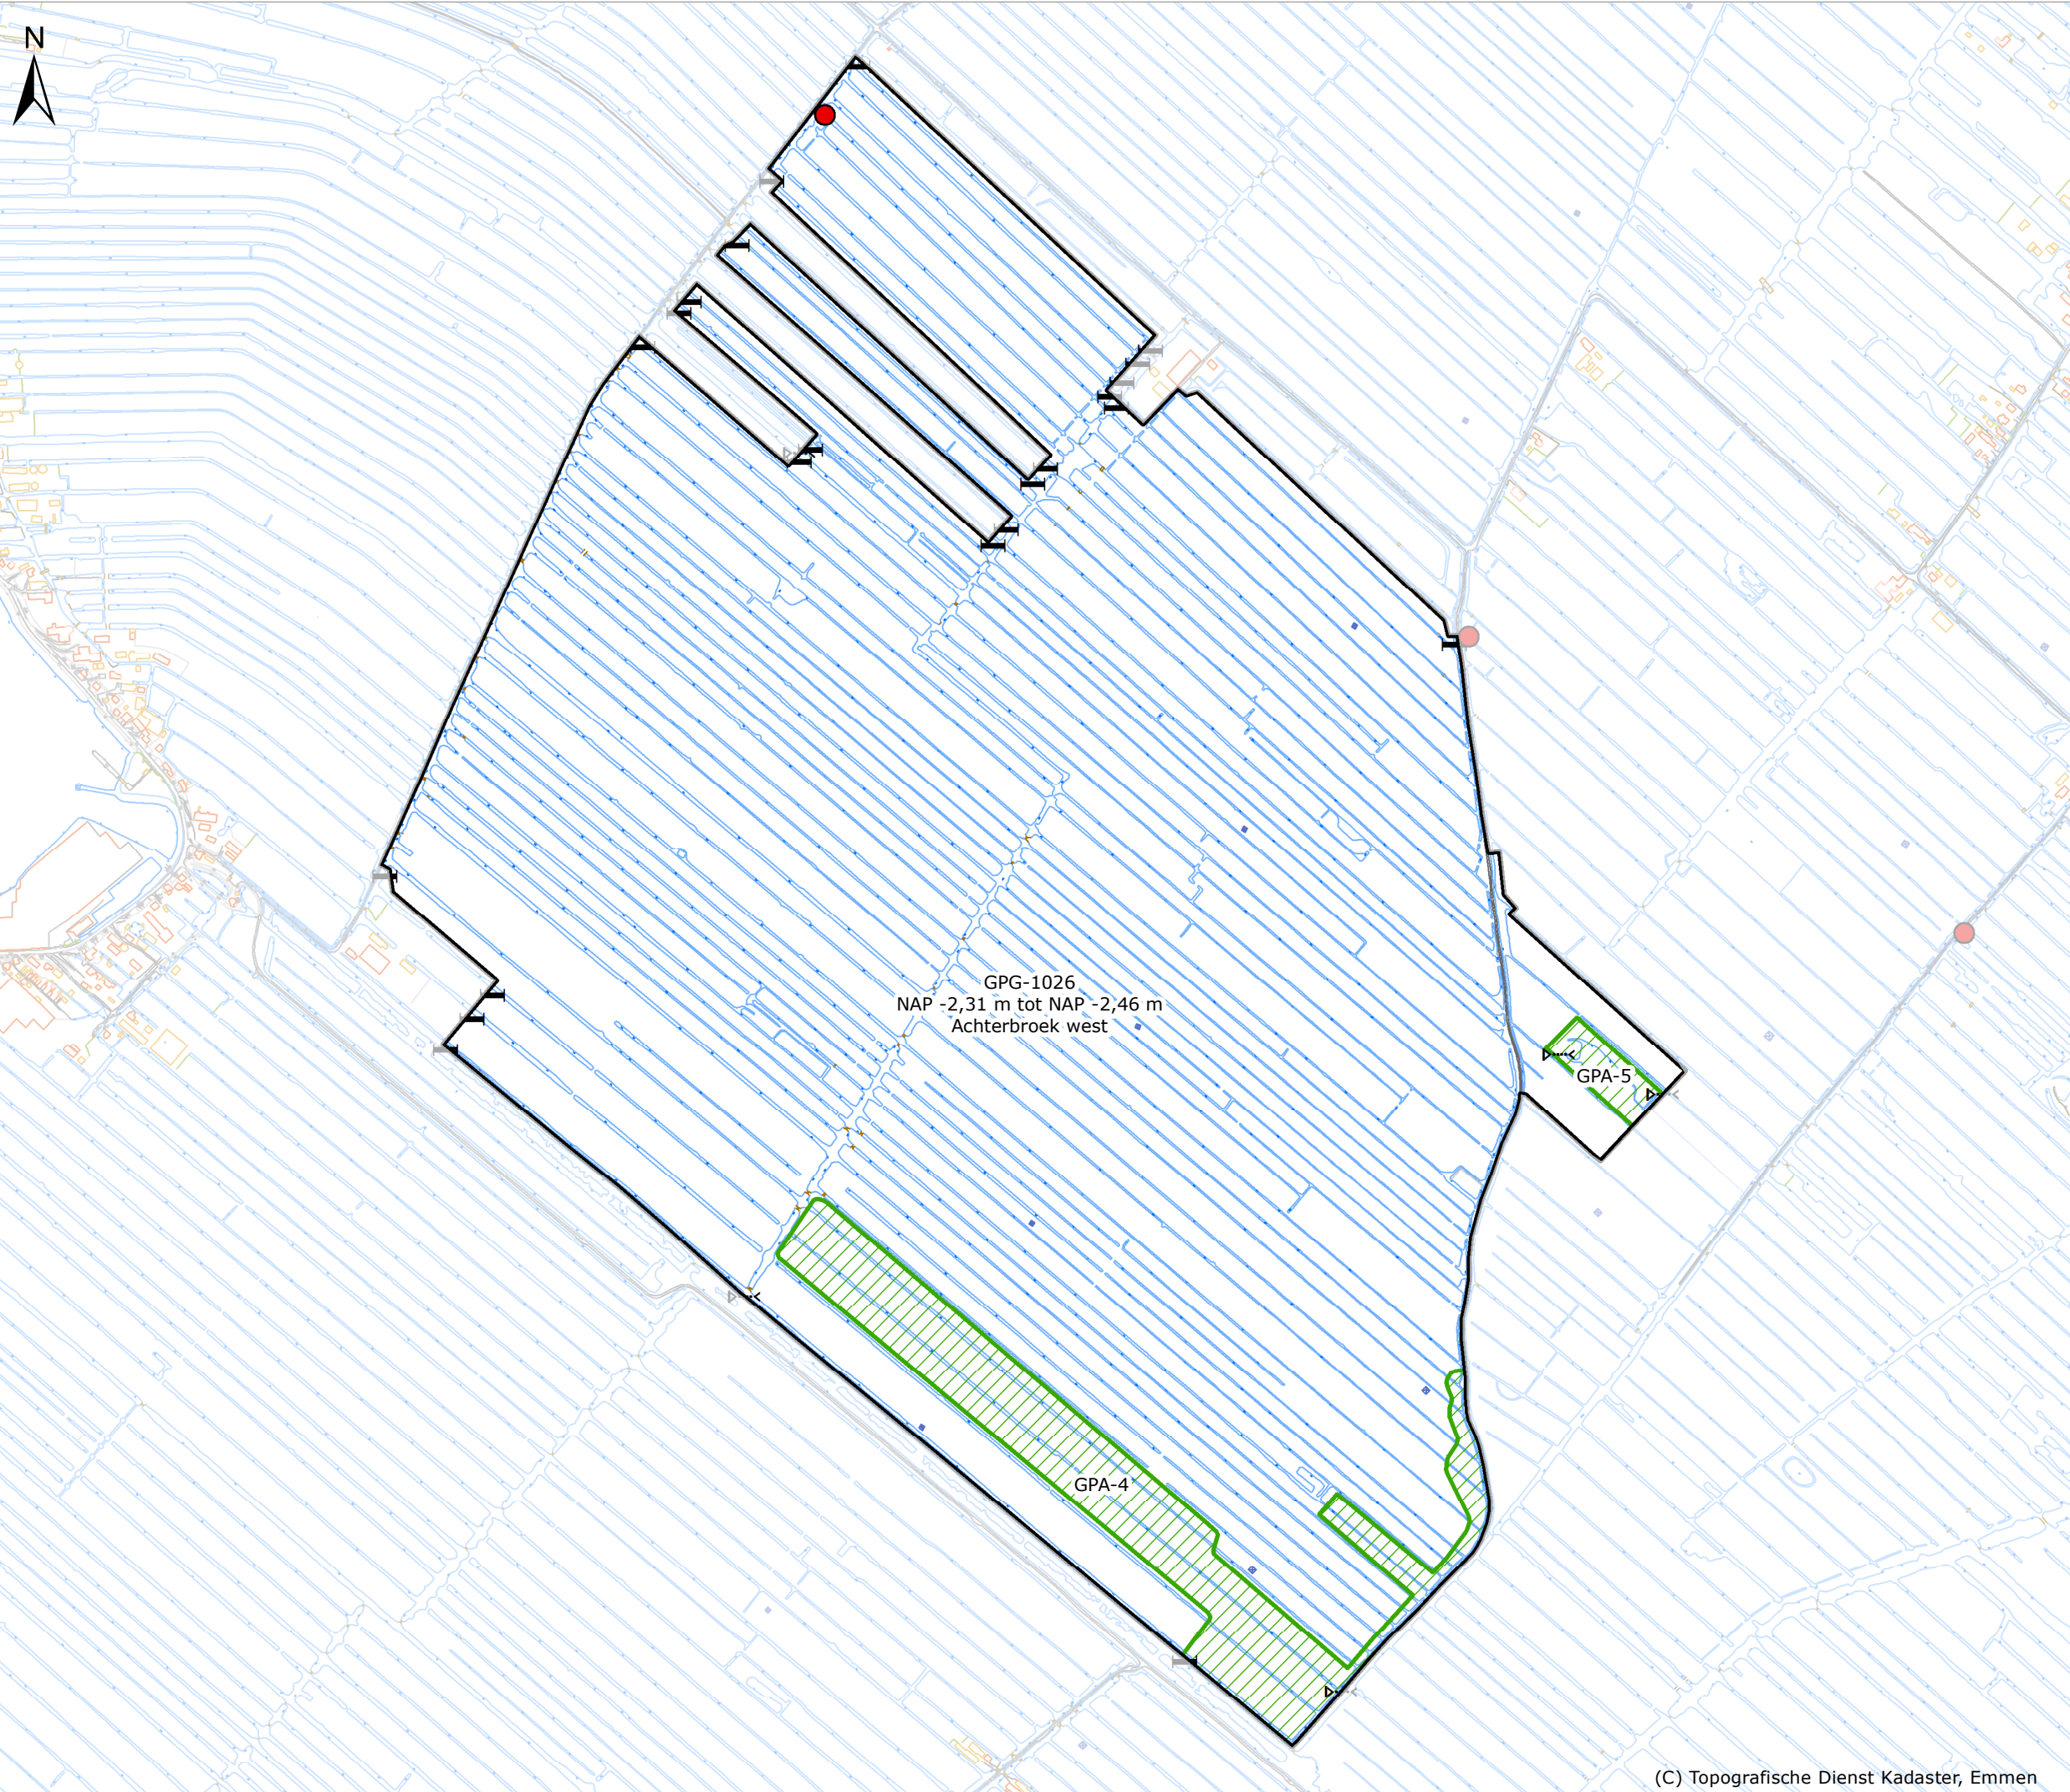 N
GPG-1026
NAP -2,31 m tot NAP -2,46 m
Achterbroek west
GPA-5
GPA-4
(C) Topografische Dienst Kadaster, Emmen